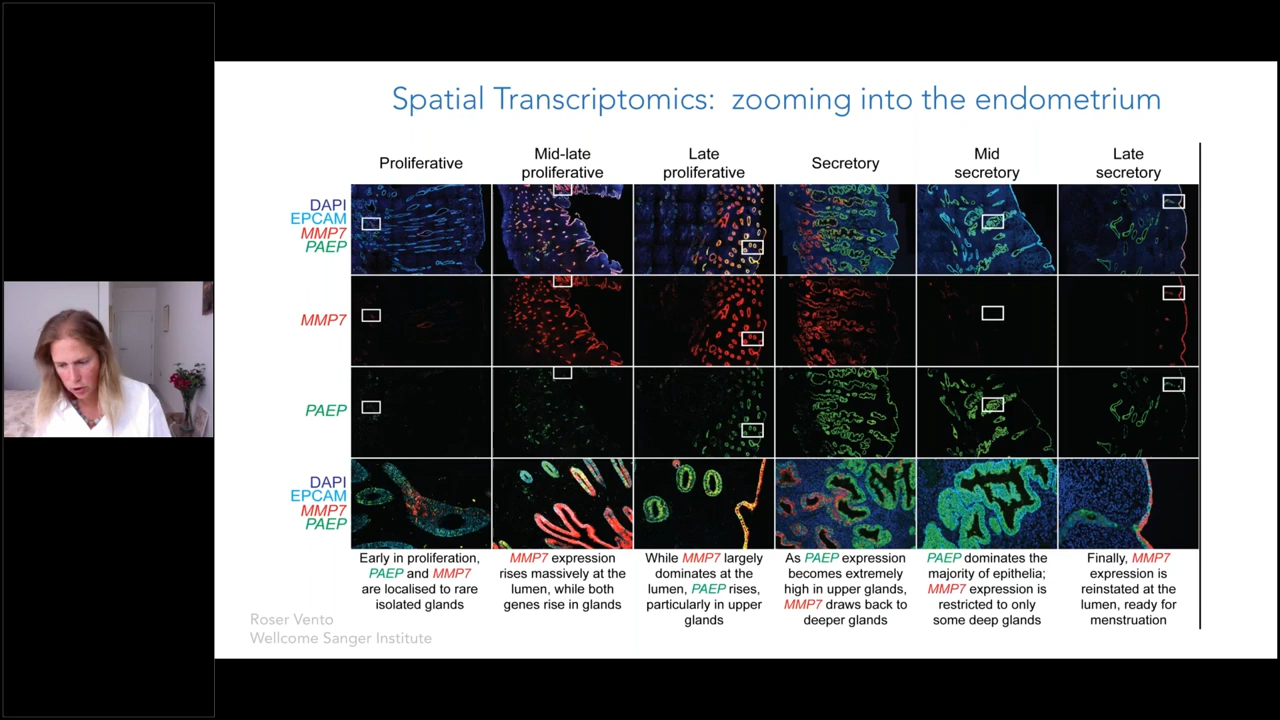 Spatial Transcriptomics: zooming into the endometrium
Proliferative
Mid-late
proliferative
Late
proliferative
Secretory
Mid
secretory
Late
secretory
DAPI
EPCAM
MMP7
PAEP
MMP7
PAEP
DAPI
EPCAM
MMP7
PAEP
Early in proliferation,
PAEP and MMP7
are localised to rare
isolated glands
MMP7 expression
rises massively at the
lumen, while both
genes rise in glands
While MMP7 largely
dominates at the
lumen, PAEP rises,
particularly in upper
glands
As PAEP expression
becomes extremely
high in upper glands,
MMP7 draws back to
deeper glands
PAEP dominates the
majority of epithelia;
MMP7 expression is
restricted to only
some deep glands
Finally, MMP7
expression is
reinstated at the
lumen, ready for
menstruation
Roser Vento
Wellcome Sanger Institute